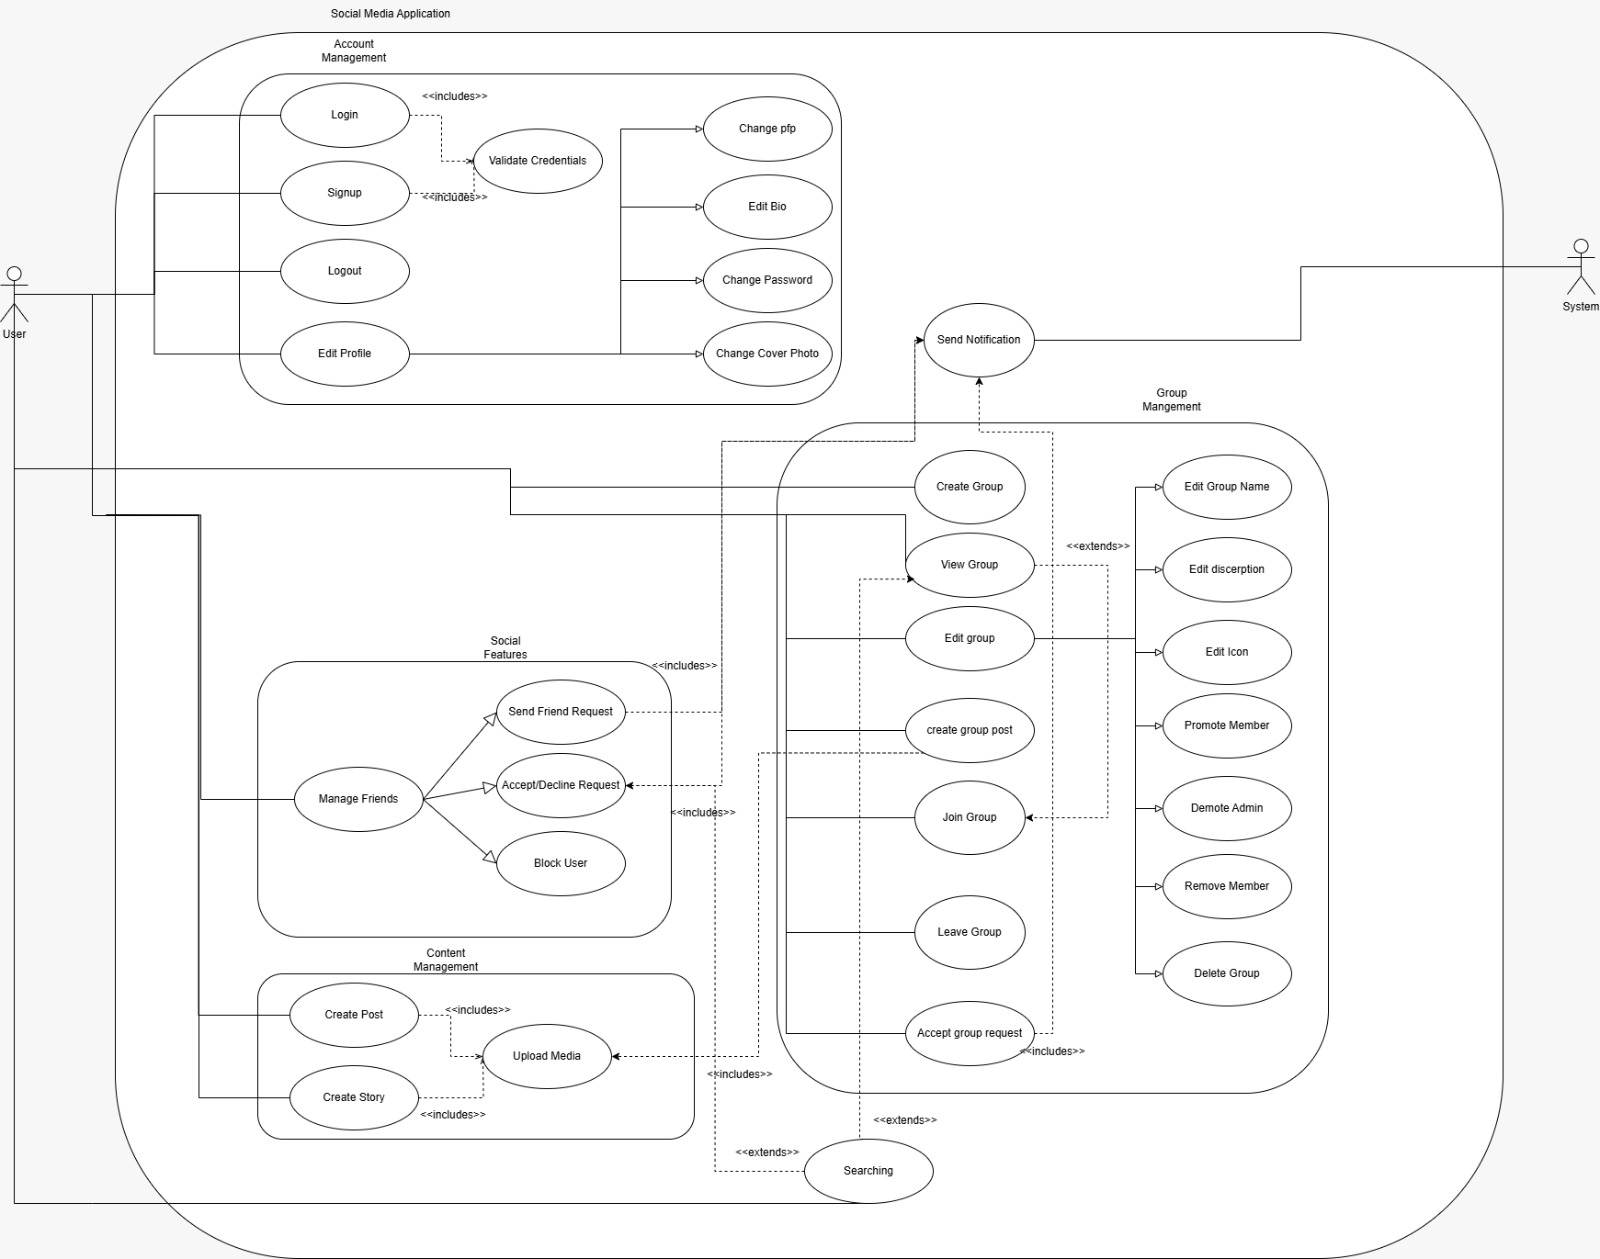 Social Media Application
Account
Management
Login
<<includes>>
Validate Credentials
Signup
<<includes>>
Logout
Edit Profile
Change pfp
Edit Bio
Change Password
Change Cover Photo
User
System
Send Notification
Group
Mangement
Create Group
View Group
<<extends>>
Edit group
create group post
Join Group
Leave Group
Accept group request
<<includes>>
Edit Group Name
Edit discerption
Edit Icon
Promote Member
Demote Admin
Remove Member
Delete Group
Social
Features
<<includes>>
Send Friend Request
Accept/Decline Request
<<includes>>
Manage Friends
Block User
Content
Management
Create Post
<<includes>>
Upload Media
Create Story
<<includes>>
<<includes>>
<<extends>>
<<extends>>
Searching